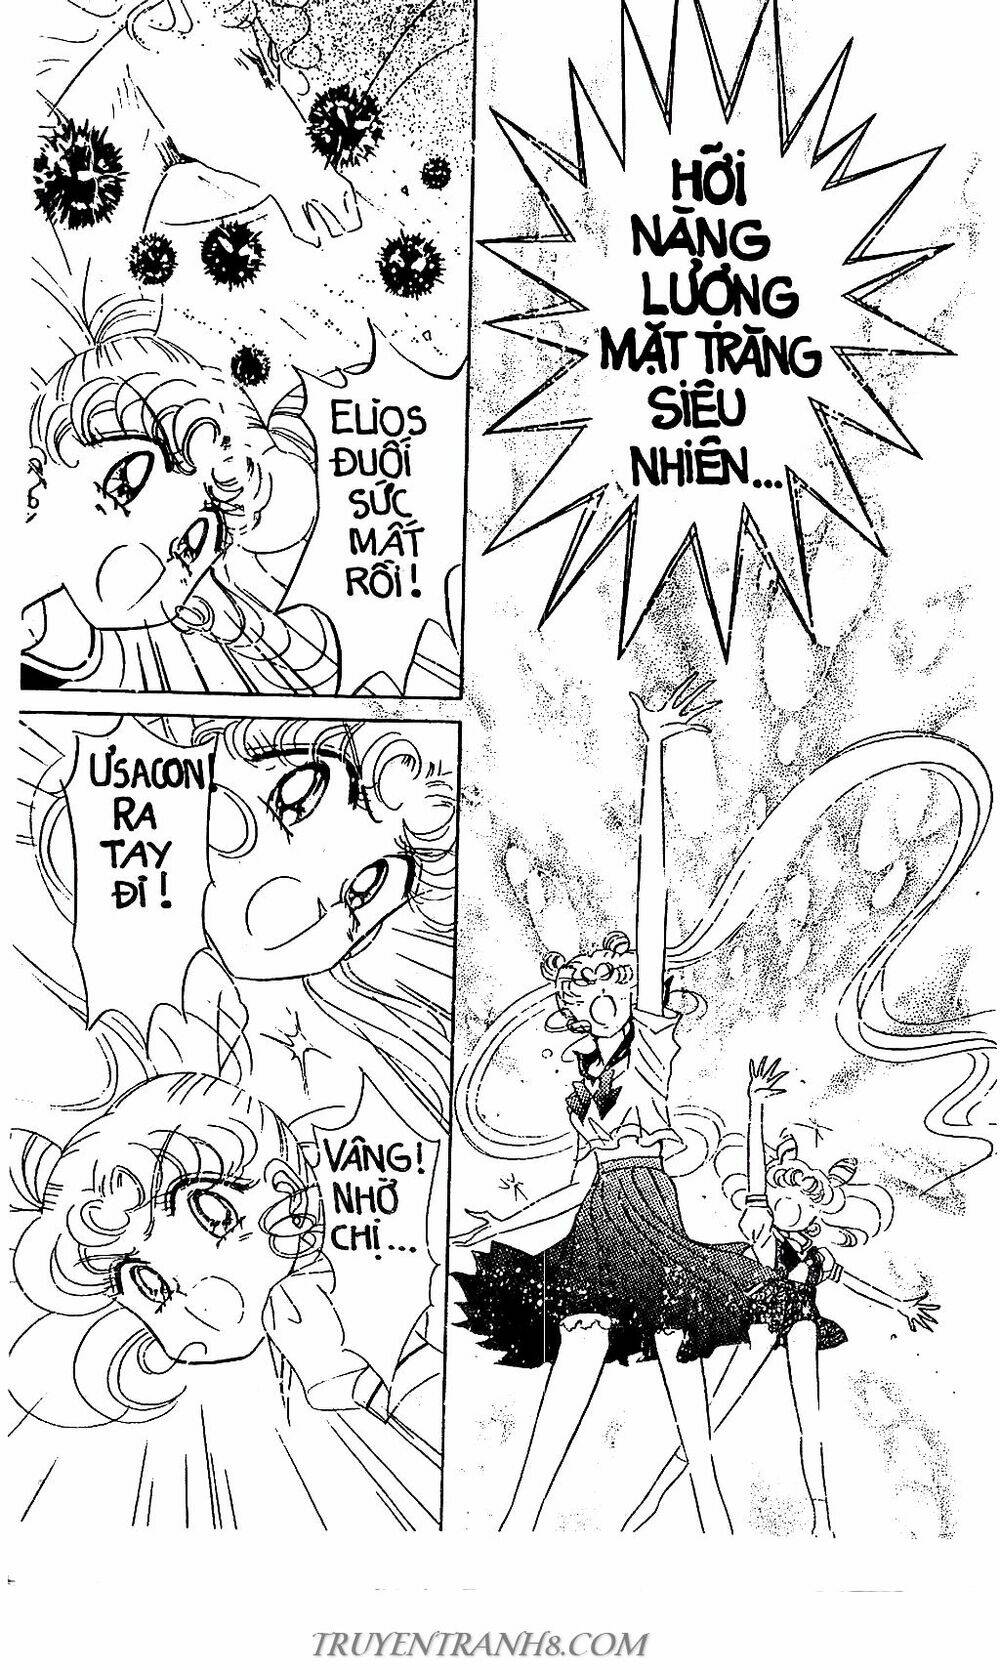 ELIOS
ĐUỐI
SỨC
MẤT
RỒI!
ƯSACON!
RA
TAY
ĐI!
VÂNG!
NHỜ
CHỊ...
HỠI
NĂNG
LƯỢNG
MẶT TRĂNG
SIÊU
NHIÊN...
TRUYENTRANH8.COM